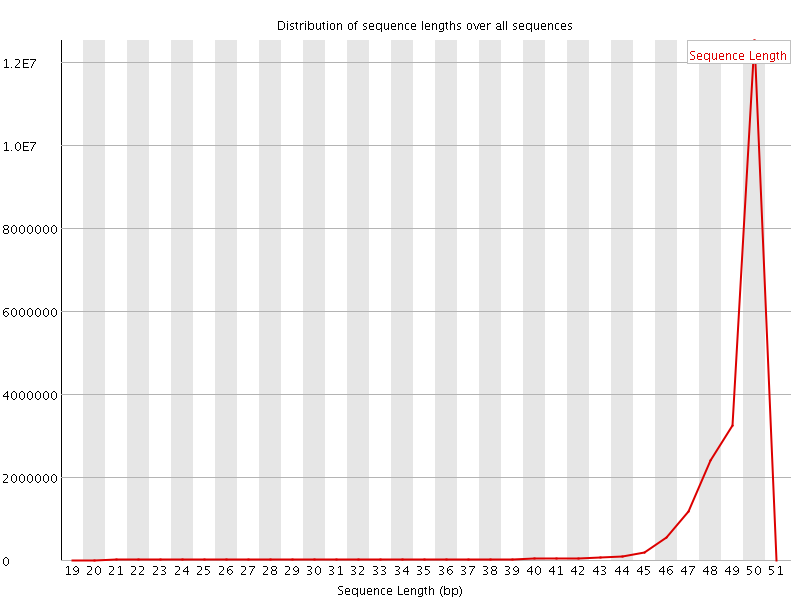 Distribution of sequence lengths over all sequences
Sequence Length
1.2E7
1.0E7
8000000
6000000
4000000
2000000
0
19 20 21 22 23 24 25 26 27 28 29 30 31 32 33 34 35 36 37 38 39 40 41 42 43 44 45 46 47 48 49 50 51
Sequence Length (bp)